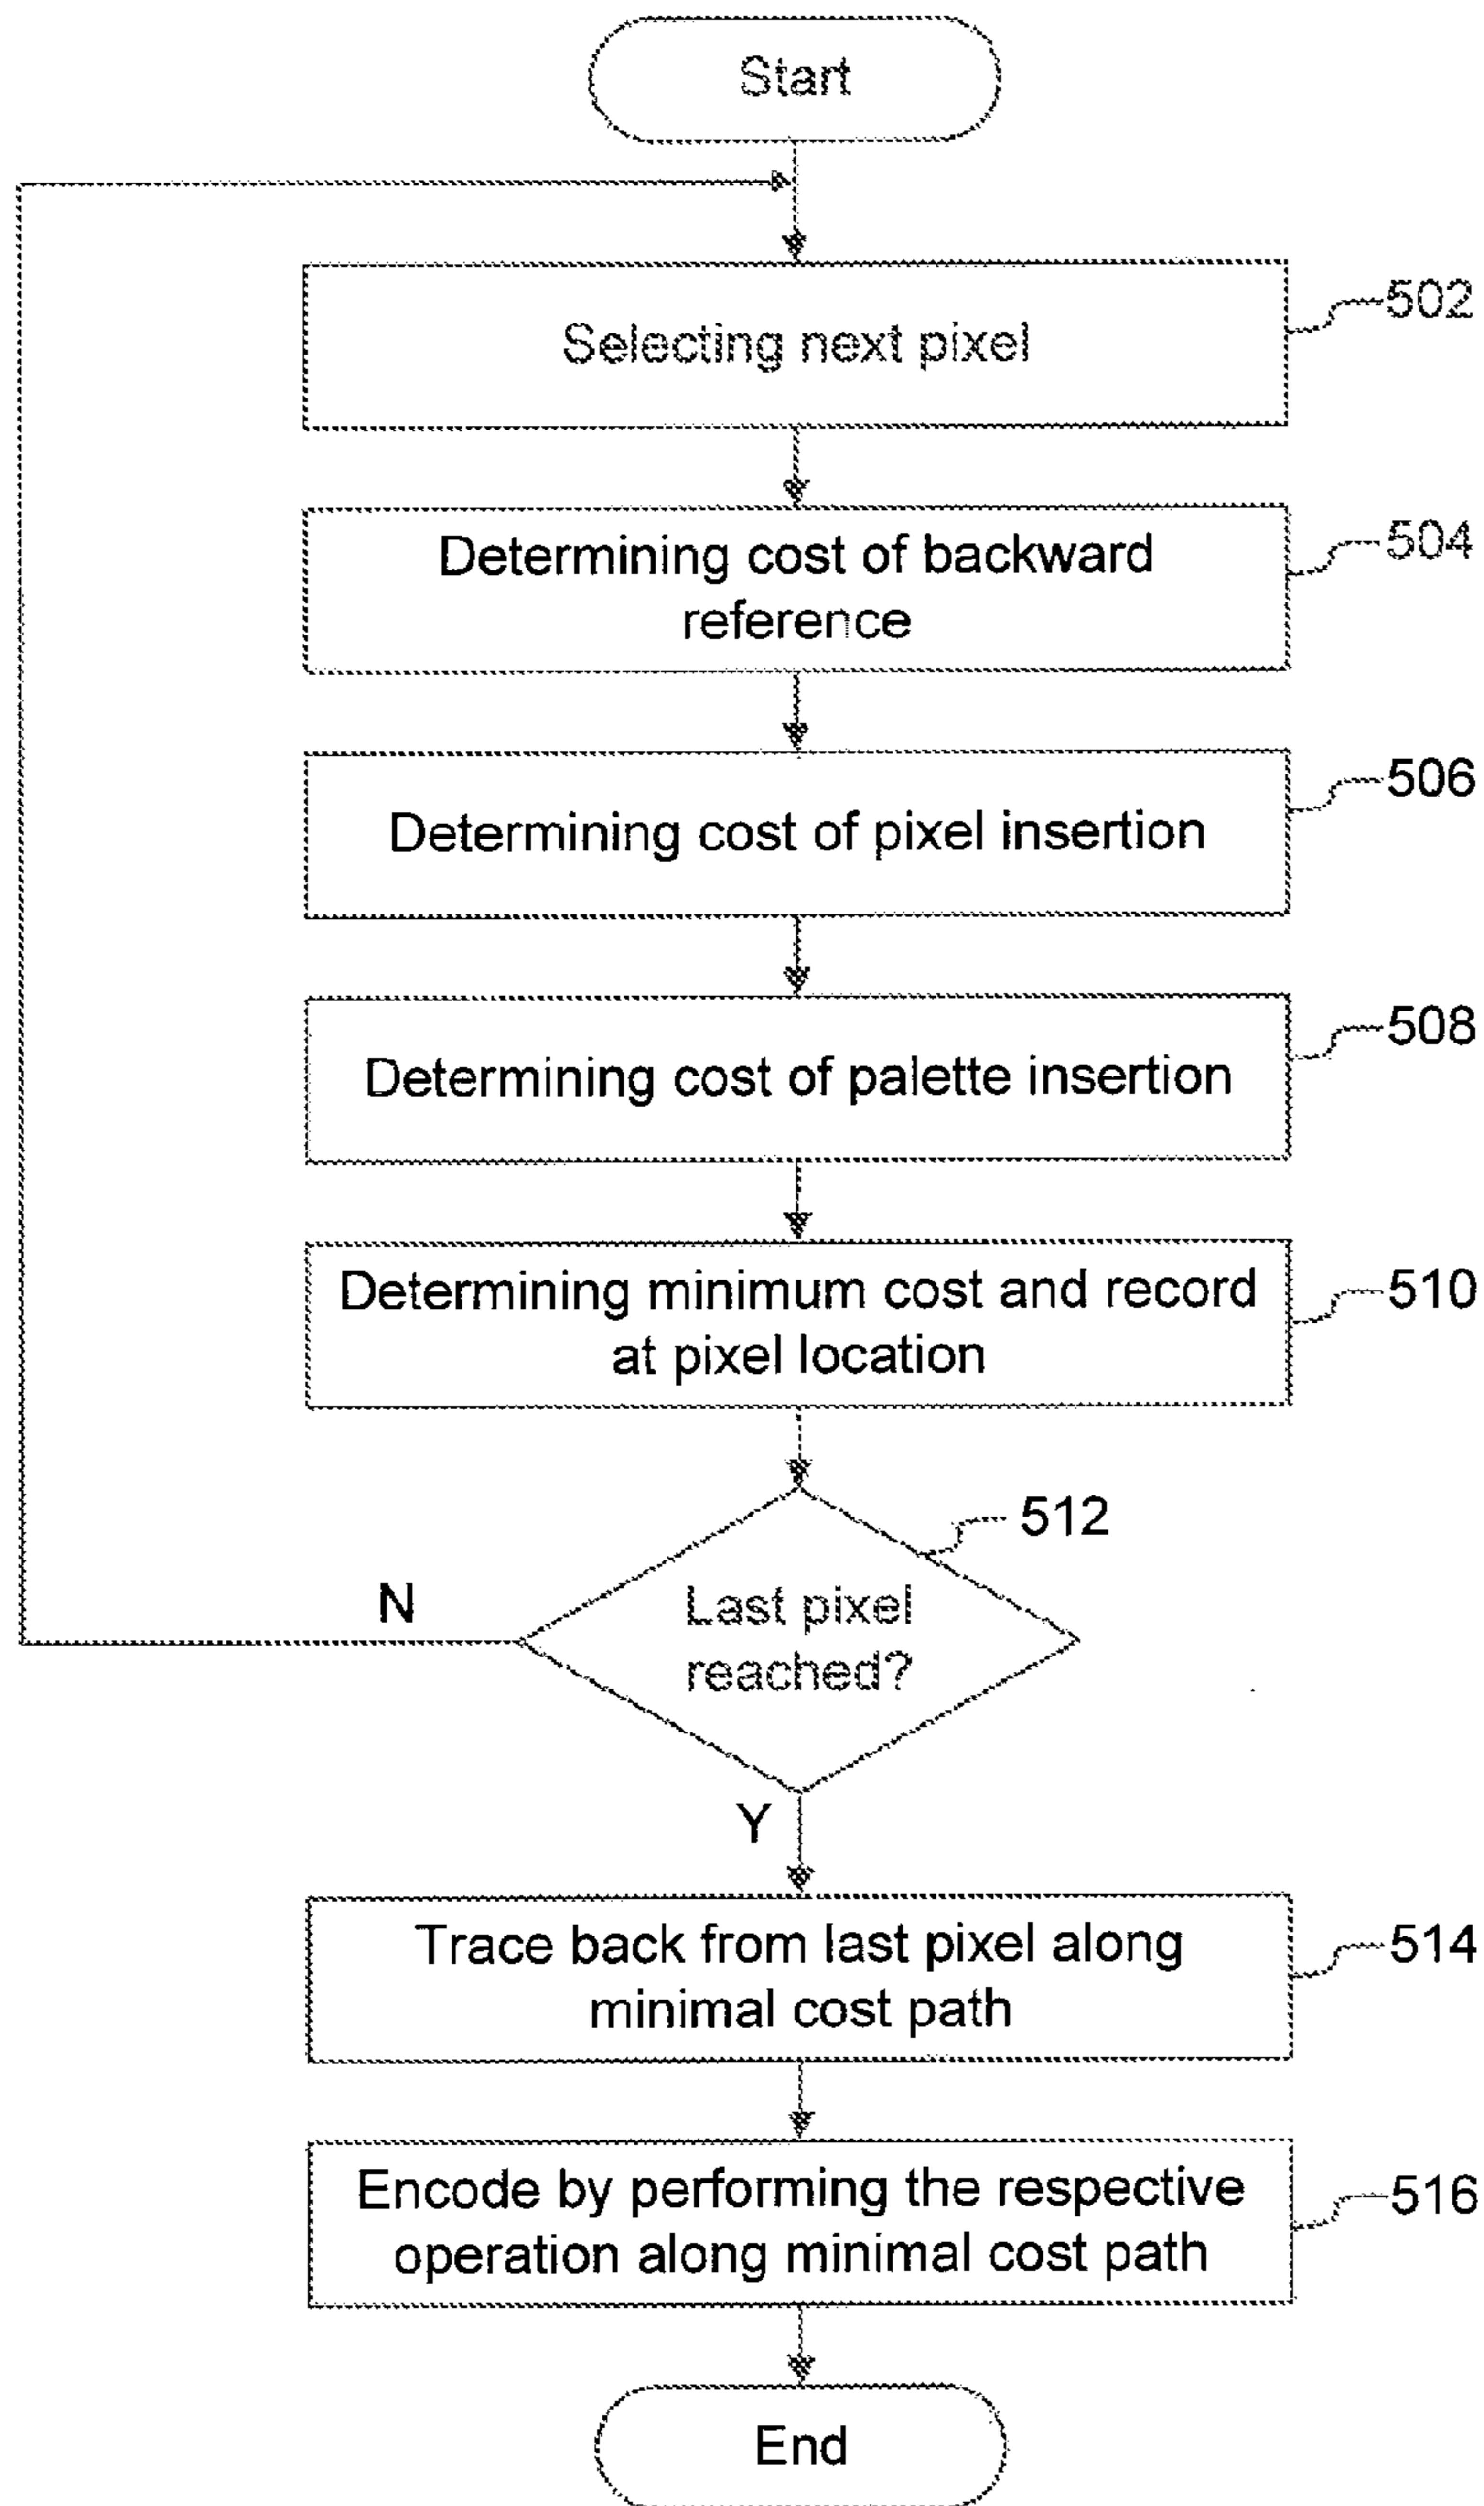 Start
Selecting next pixel
502
Determining cost of backward
reference
504
Determining cost of pixel insertion
506
Determining cost of palette insertion
508
Determining minimum cost and record
at pixel location
510
Last pixel
reached?
512
N
Y
Trace back from last pixel along
minimal cost path
514
Encode by performing the respective
operation along minimal cost path
516
End